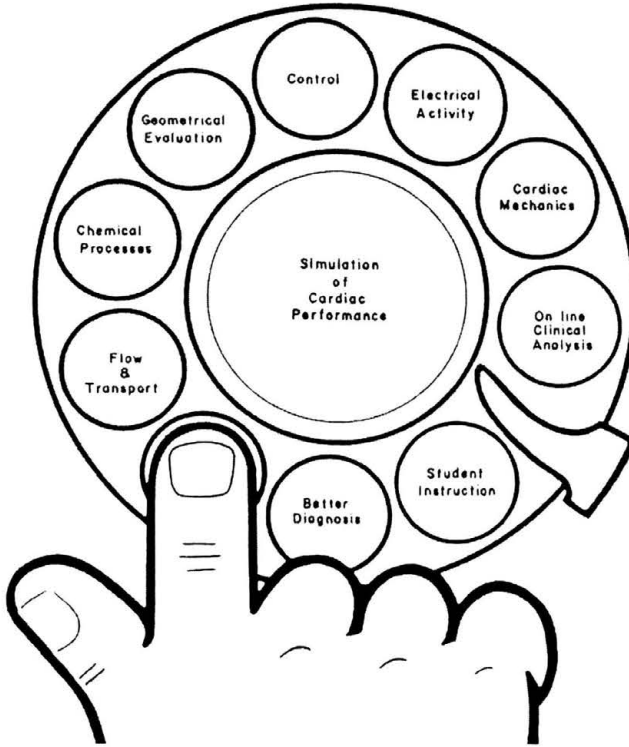 Control
Electrical
Activity
Geometrical
Evaluation
Cardiac
Mechanics
Chemical
Processes
Simulation
of
Cardiac
Performance
On line
Clinical
Analysis
Flow
&
Transport
Student
Instruction
Better
Diagnosis